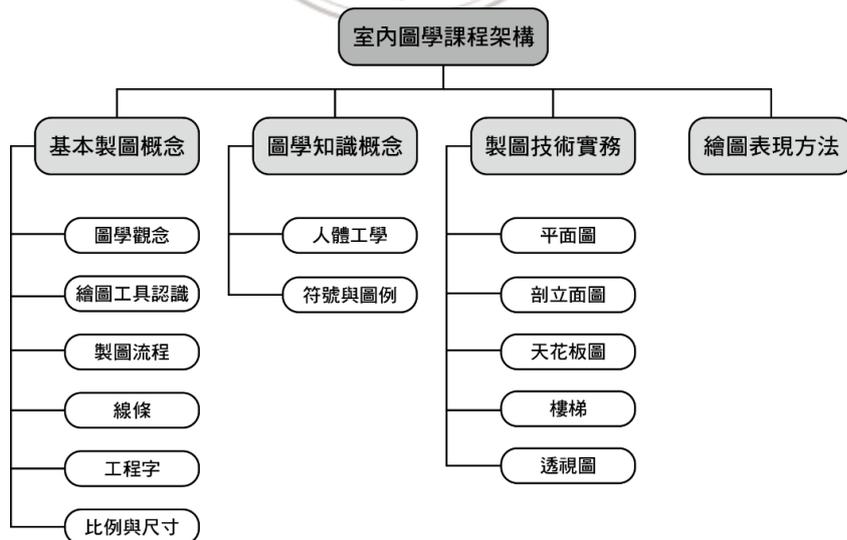 室內圖學課程架構
基本製圖概念
圖學知識概念
製圖技術實務
繪圖表現方法
圖學觀念
繪圖工具認識
製圖流程
線條
工程字
比例與尺寸
人體工學
符號與圖例
平面圖
剖立面圖
天花板圖
樓梯
透視圖